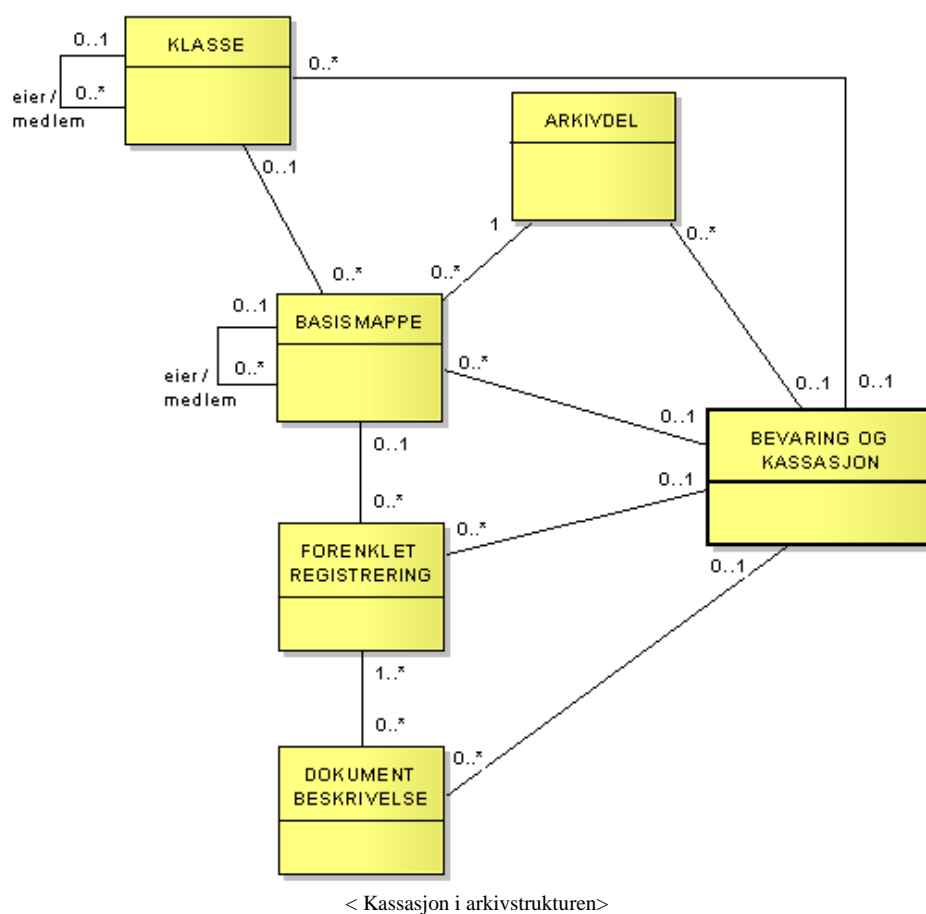 0..1
KLASSE
0..*
eier /
medlem
0..*
0..1
ARKIVDEL
1
0..*
0..*
0..*
0..1
BASISMAPPE
0..*
eier /
medlem
0..*
0..1
0..1
0..1
BEVARING OG
KASSASJON
0..1
0..1
0..*
0..*
FORENKLET
REGISTRERING
0..1
1..*
0..*
0..*
DOKUMENT
BESKRIVELSE
< Kassasjon i arkivstrukturen>